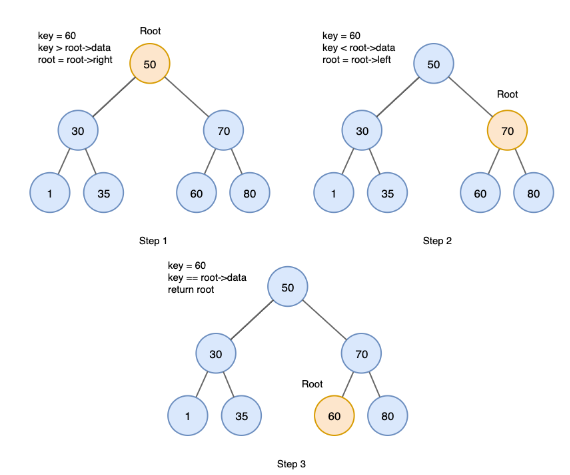 key = 60
key > root->data
root = root->right
Root
50
30
70
1
35
60
80
Step 1
key = 60
key < root->data
root = root->left
50
Root
30
70
1
35
60
80
Step 2
key = 60
key == root->data
return root
50
30
70
Root
1
35
60
80
Step 3